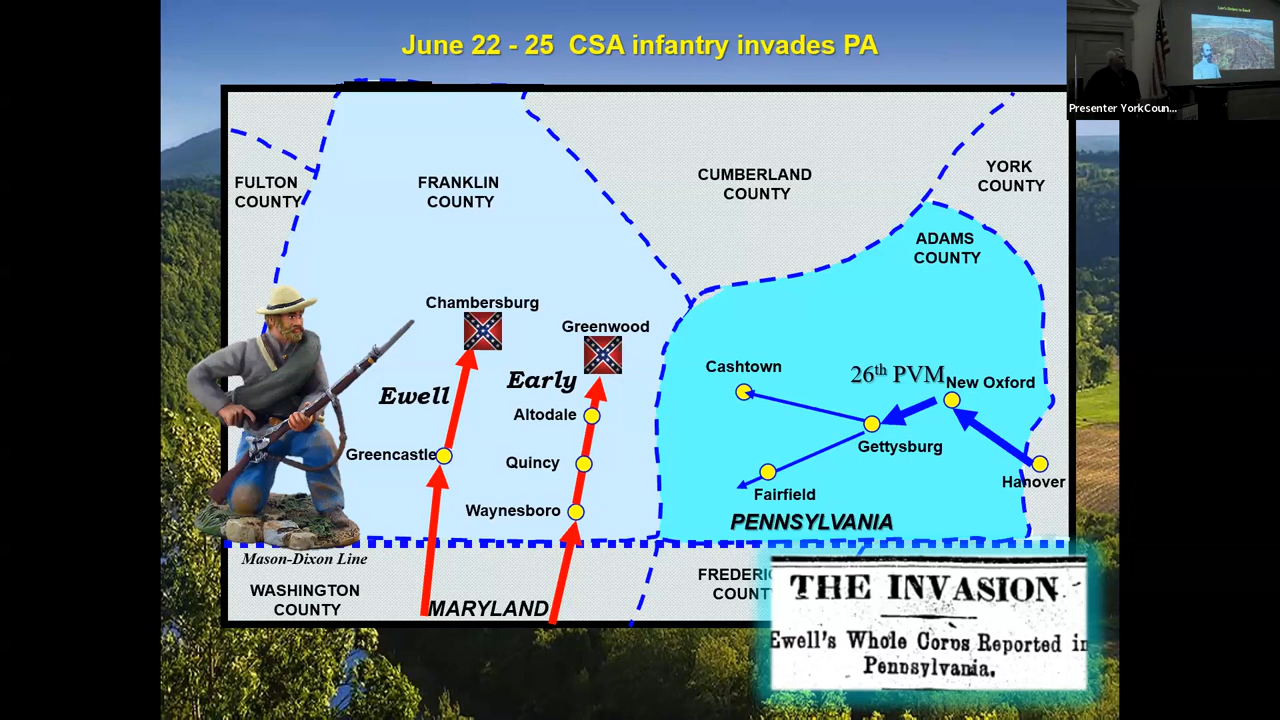 June 22 - 25 CSA infantry invades PA
Presenter YorkCoun...
FULTON
COUNTY
FRANKLIN
COUNTY
CUMBERLAND
COUNTY
YORK
COUNTY
ADAMS
COUNTY
Chambersburg
Greenwood
Ewell
Early
Altodale
Greencastle
Quincy
Waynesboro
Cashtown
26th PVM
New Oxford
Gettysburg
Hanover
Fairfield
PENNSYLVANIA
Mason-Dixon Line
WASHINGTON
COUNTY
MARYLAND
FREDERIC
COUNT
THE INVASION
Ewell's Whole Corps Reported in
Pennsylvania.